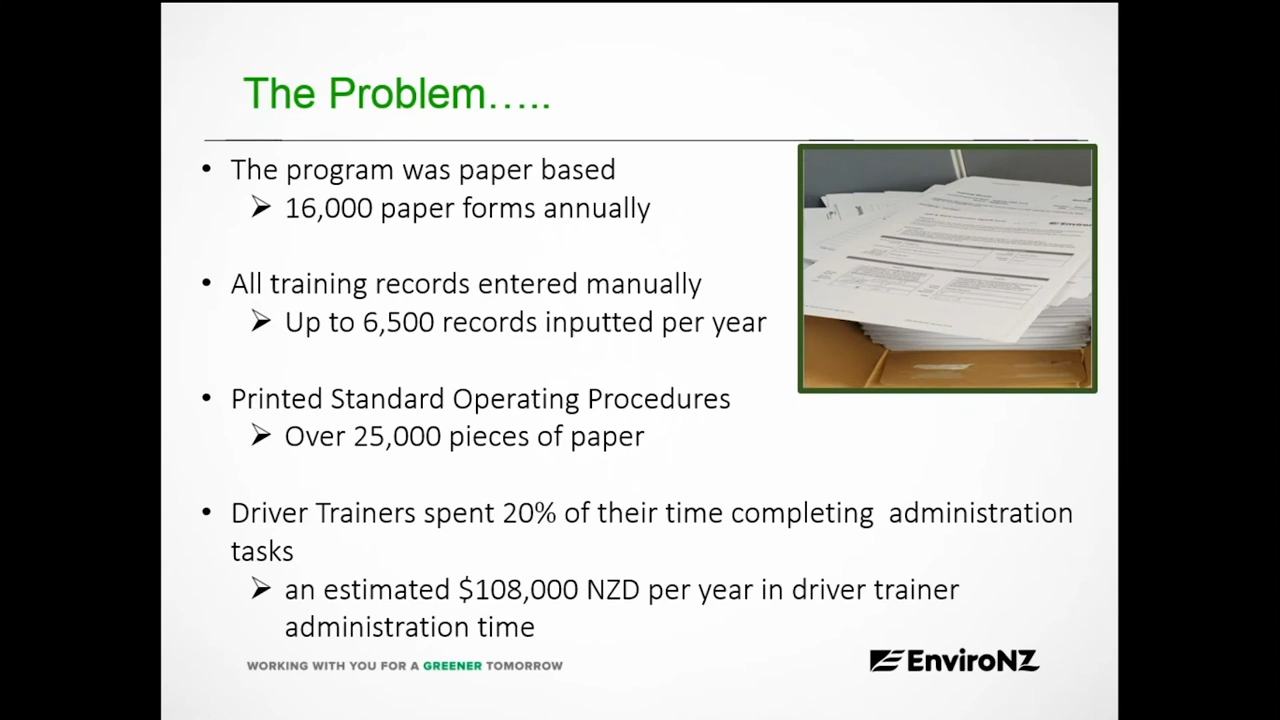 The Problem.....
• The program was paper based
➢ 16,000 paper forms annually
• All training records entered manually
➢ Up to 6,500 records inputted per year
• Printed Standard Operating Procedures
➢ Over 25,000 pieces of paper
• Driver Trainers spent 20% of their time completing  administration
tasks
➢ an estimated $108,000 NZD per year in driver trainer
administration time
WORKING WITH YOU FOR A GREENER TOMORROW
EnviroNZ